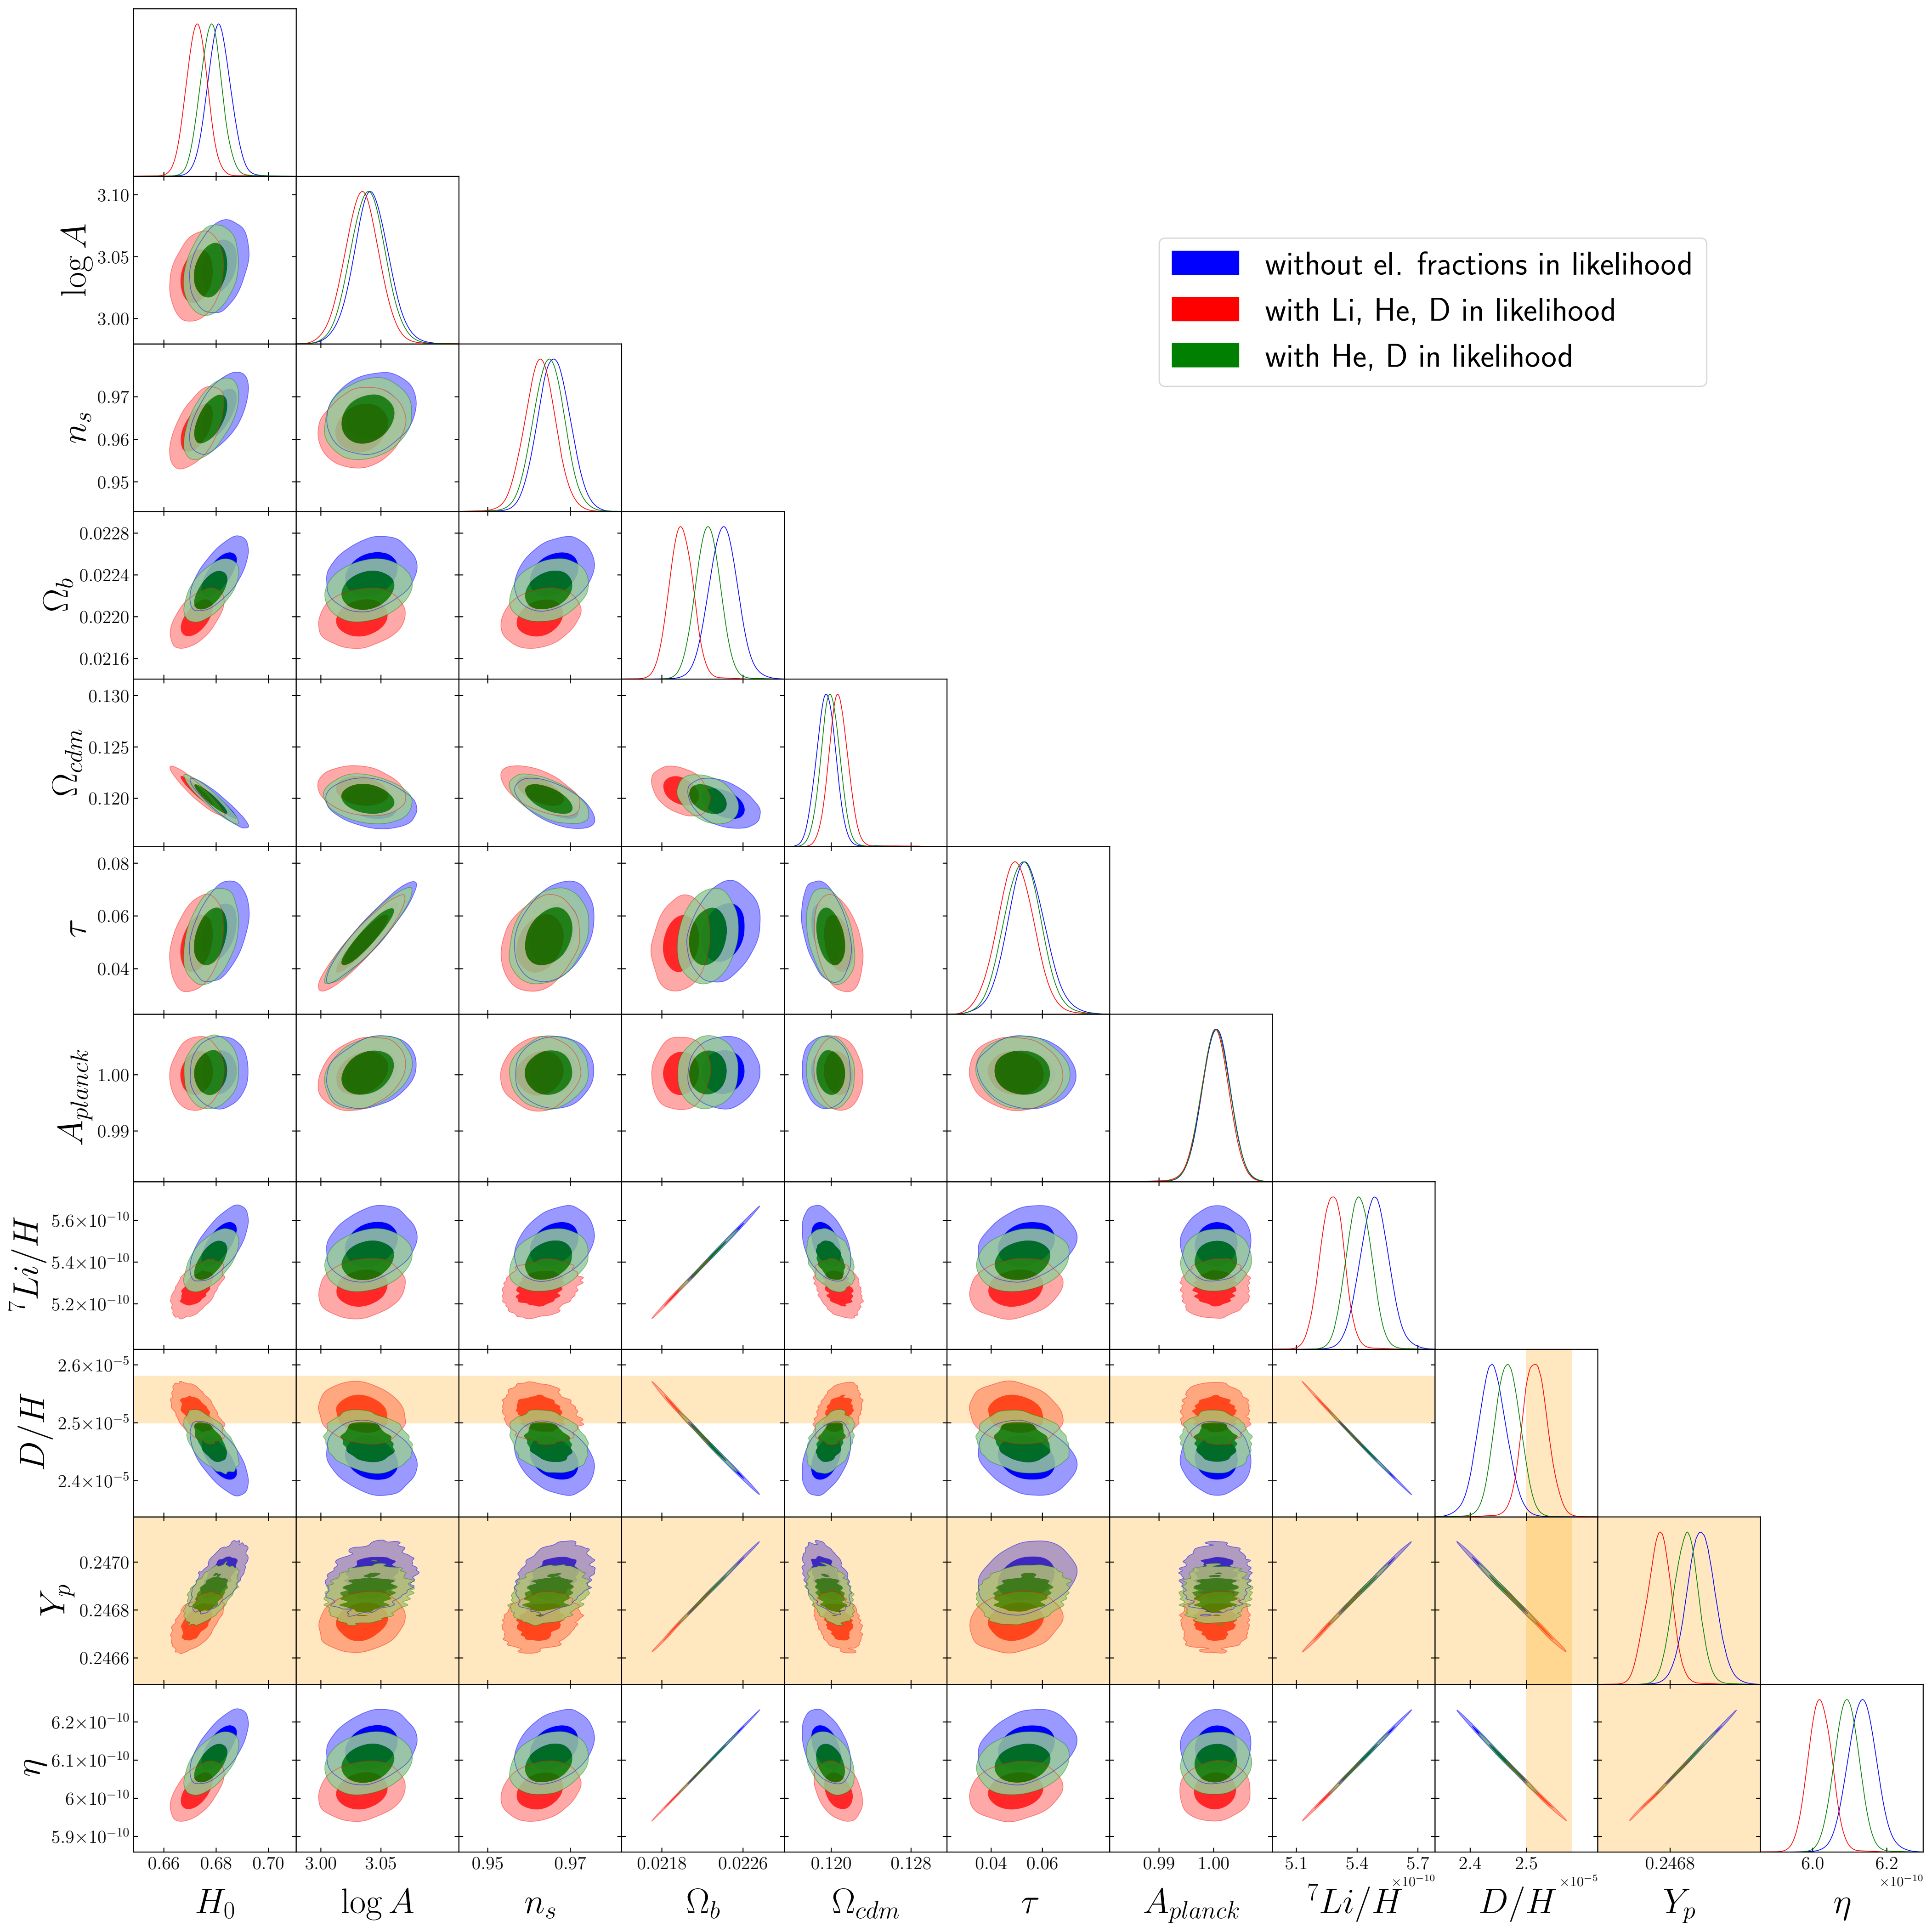 3.10
3.05
3.00
log A
without el. fractions in likelihood
with Li, He, D in likelihood
with He, D in likelihood
0.97
0.96
0.95
n_s
0.0228
0.0224
0.0220
0.0216
Ω_b
0.130
0.125
0.120
Ω_cdm
0.08
0.06
0.04
τ
1.00
0.99
A_planck
5.6×10⁻¹⁰
5.4×10⁻¹⁰
5.2×10⁻¹⁰
⁷Li/H
2.6×10⁻⁵
2.5×10⁻⁵
2.4×10⁻⁵
D/H
0.2470
0.2468
0.2466
Y_p
6.2×10⁻¹⁰
6.1×10⁻¹⁰
6×10⁻¹⁰
5.9×10⁻¹⁰
η
0.66 0.68 0.70 3.00 3.05 0.95 0.97 0.0218 0.0226 0.120 0.128 0.04 0.06 0.99 1.00 5.1 5.4 5.7 2.4 2.5 0.2468 6.0 6.2
×10⁻¹⁰ ×10⁻⁵ ×10⁻¹⁰
H₀ log A n_s Ω_b Ω_cdm τ A_planck ⁷Li/H D/H Y_p η